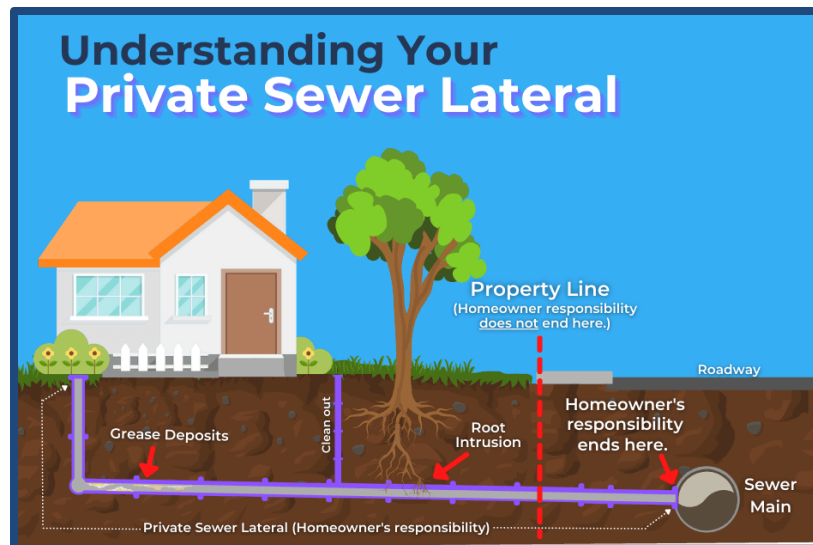 Understanding Your
Private Sewer Lateral
Property Line
(Homeowner responsibility
does not end here.)
Roadway
Homeowner's
responsibility
ends here.
Clean out
Grease Deposits
Root
Intrusion
Sewer
Main
Private Sewer Lateral (Homeowner's responsibility)